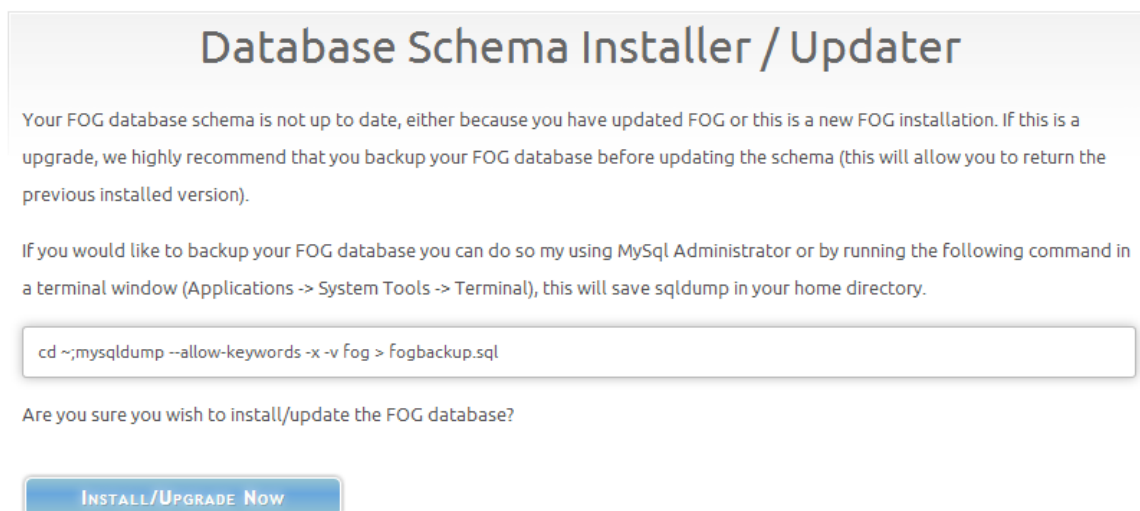 Database Schema Installer / Updater
Your FOG database schema is not up to date, either because you have updated FOG or this is a new FOG installation. If this is a
upgrade, we highly recommend that you backup your FOG database before updating the schema (this will allow you to return the
previous installed version).
If you would like to backup your FOG database you can do so my using MySql Administrator or by running the following command in
a terminal window (Applications -> System Tools -> Terminal), this will save sqldump in your home directory.
cd ~;mysqldump --allow-keywords -x -v fog > fogbackup.sql
Are you sure you wish to install/update the FOG database?
Install/Upgrade Now